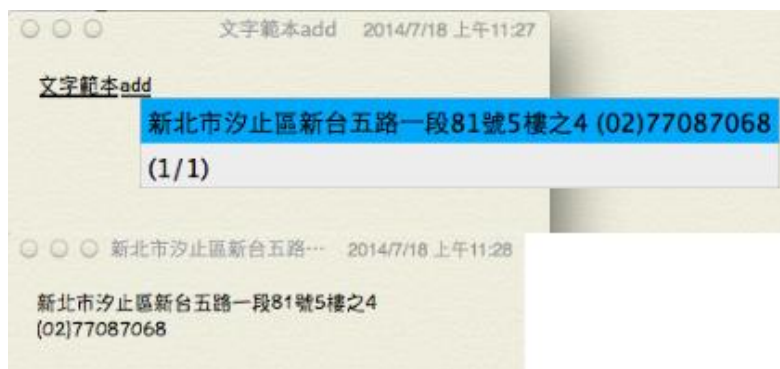 文字範本add 2014/7/18 上午11:27
文字範本add
新北市汐止區新台五路一段81號5樓之4 (02)77087068
(1/1)
新北市汐止區新台五路⋯ 2014/7/18 上午11:28
新北市汐止區新台五路一段81號5樓之4
(02)77087068